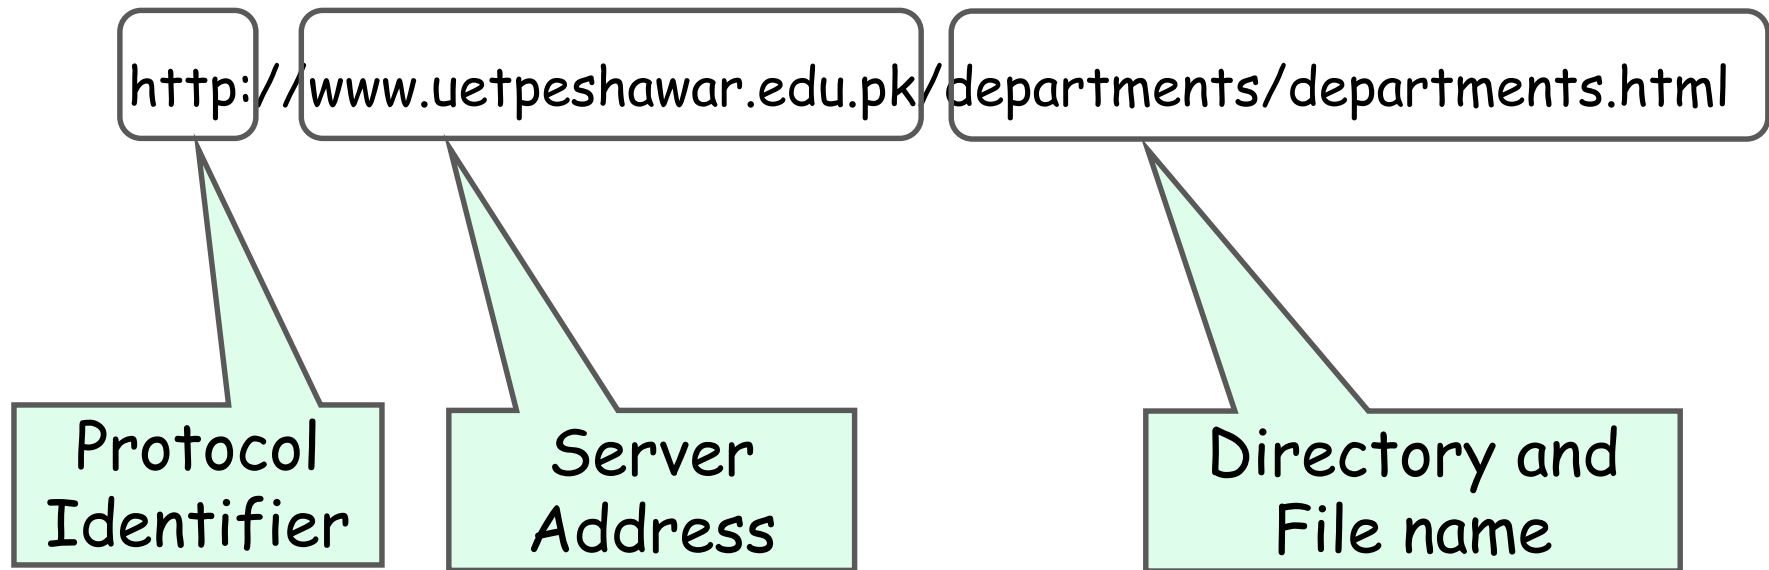 http://www.uetpeshawar.edu.pk/departments/departments.html
Protocol
Identifier
Server
Address
Directory and
File name